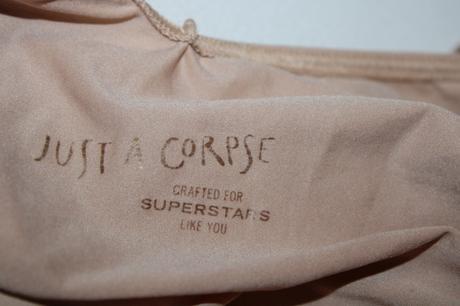 JUST A CORPSE
CRAFTED FOR
SUPERSTARS
LIKE YOU